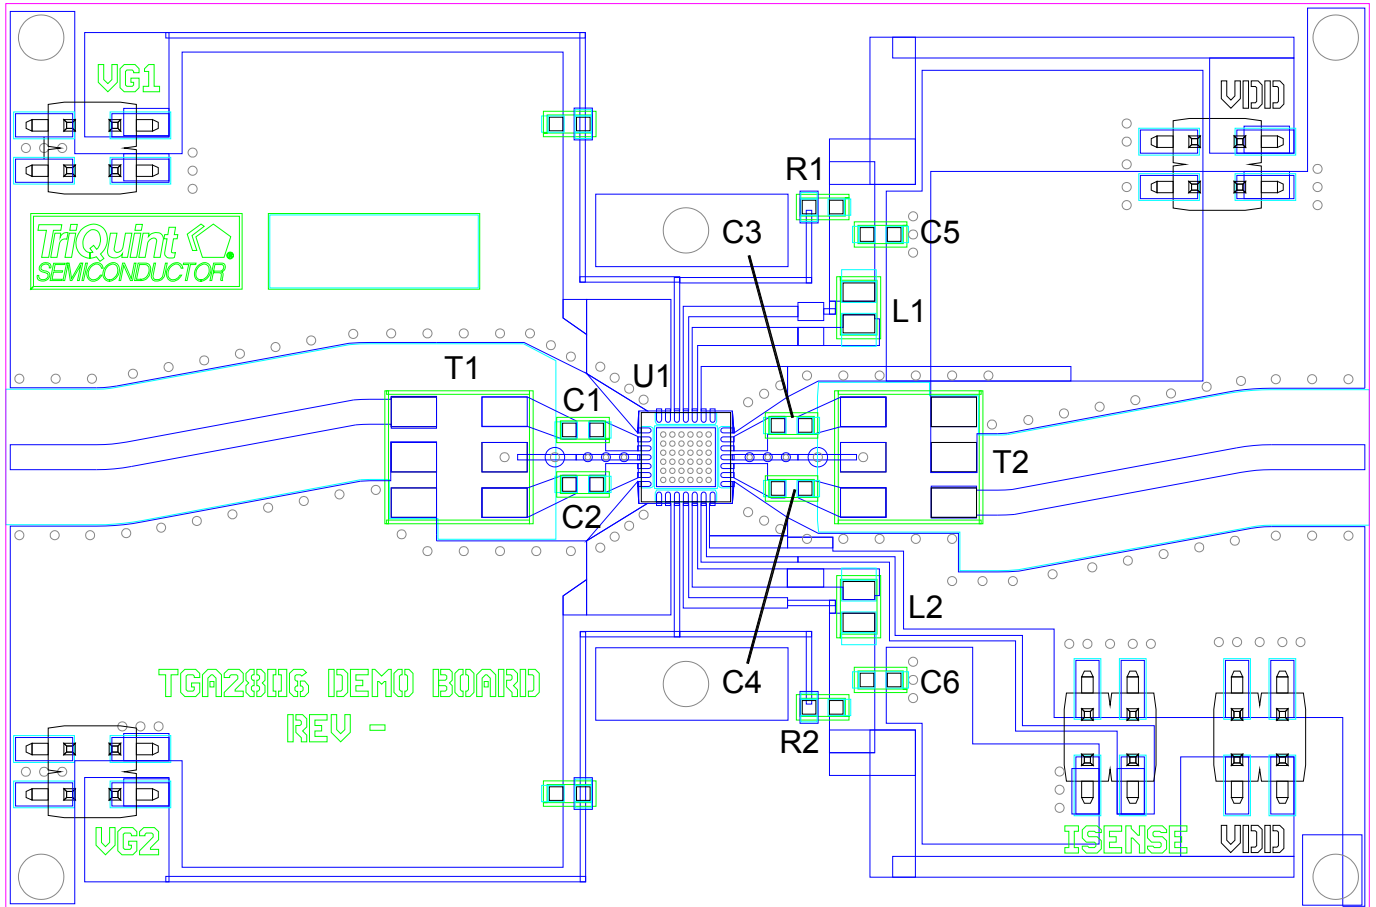 VG1
VDD
R1
C3
C5
TriQuint
SEMICONDUCTOR
L1
T1
U1
C1
T2
C2
L2
C4
C6
TGA2806 DEMO BOARD
REV -
R2
VG2
ISENSE
VDD